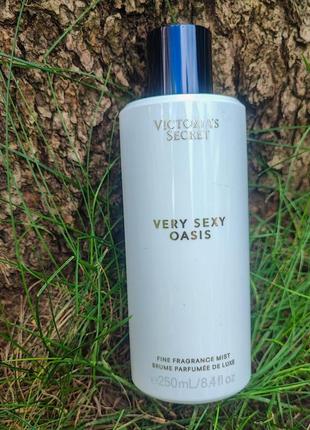 VICTORIA'S
SECRET
VERY SEXY
OASIS
FINE FRAGRANCE MIST
BRUME PARFUMÉE DE LUXE
℮250mL/8.4 fl oz